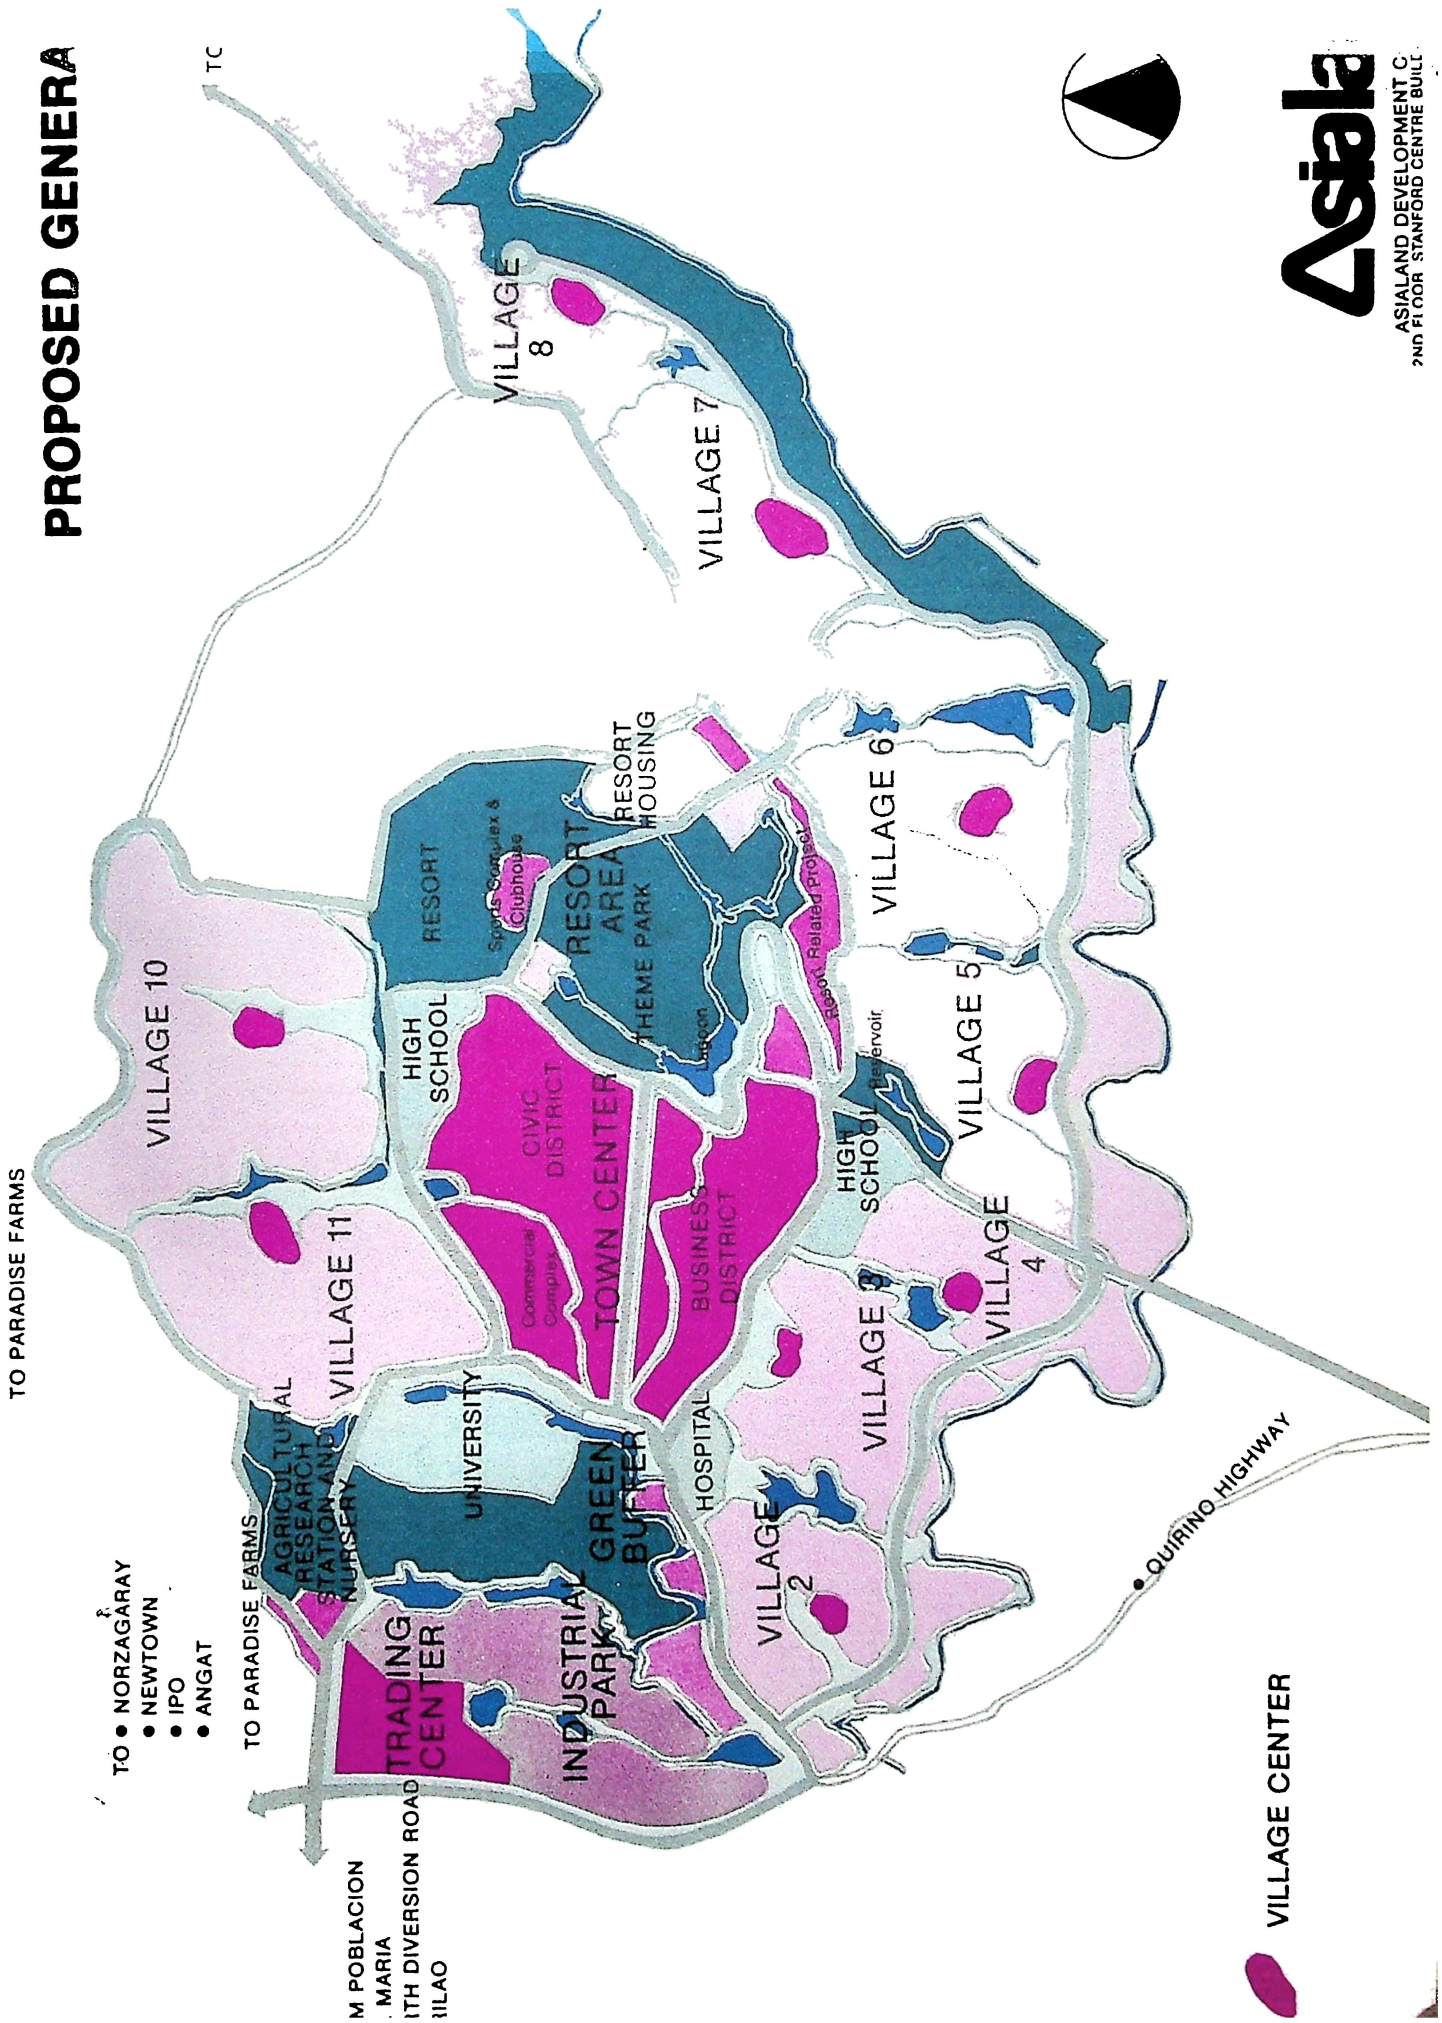 PROPOSED GENERA
TO
TO PARADISE FARMS
TO • NORZAGARAY
• NEWTOWN
• IPO
• ANGAT
TO PARADISE FARMS
M POBLACION
. MARIA
RTH DIVERSION ROAD
RILAO
VILLAGE 10
VILLAGE 11
AGRICULTURAL
RESEARCH
STATION AND
NURSERY
TRADING
CENTER
INDUSTRIAL
PARK
GREEN
BUFFER
UNIVERSITY
HOSPITAL
HIGH
SCHOOL
CIVIC
DISTRICT
Commercial
Complex
TOWN CENTER
BUSINESS
DISTRICT
RESORT
Sports Complex &
Clubhouse
RESORT
AREA
THEME PARK
Lagoon
RESORT
HOUSING
Resort Related Project
Reservoir
HIGH
SCHOOL
VILLAGE
2
VILLAGE 3
VILLAGE
4
VILLAGE 5
VILLAGE 6
VILLAGE 7
VILLAGE
8
• QUIRINO HIGHWAY
VILLAGE CENTER
Asiala
ASIALAND DEVELOPMENT C
2ND FLOOR STANFORD CENTRE BUILD